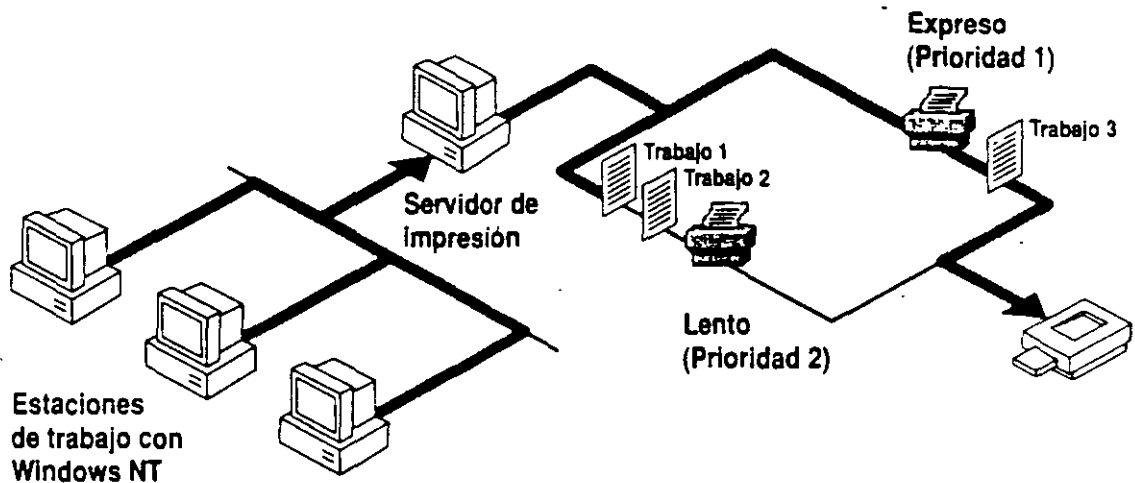 Expreso
(Prioridad 1)
Trabajo 3
Trabajo 1
Trabajo 2
Servidor de
impresión
Lento
(Prioridad 2)
Estaciones
de trabajo con
Windows NT